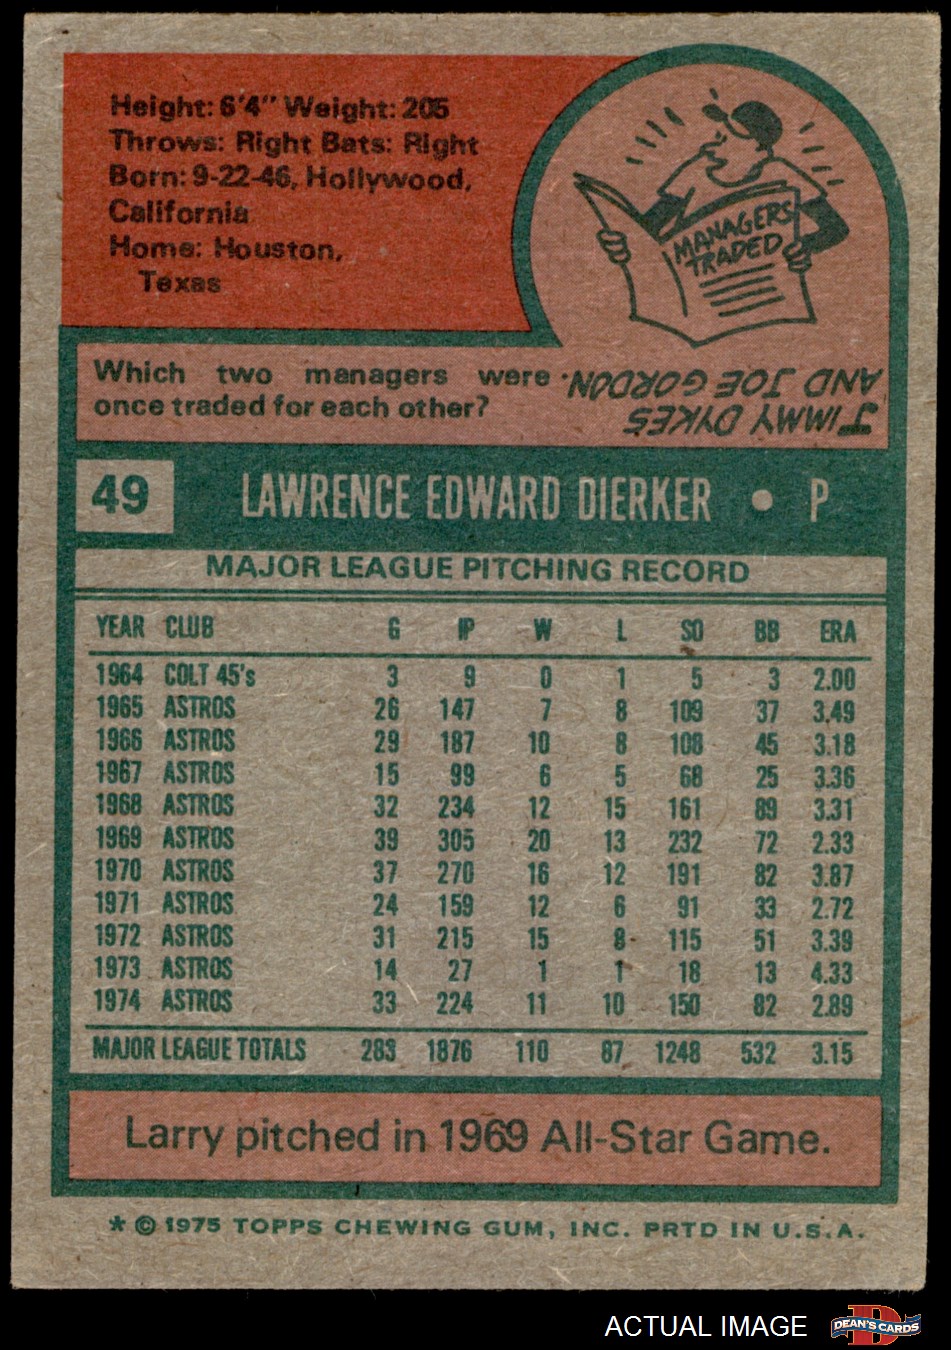 Height: 6'4" Weight: 205
Throws: Right Bats: Right
Born: 9-22-46, Hollywood,
California
Home: Houston,
Texas
MANAGERS
TRADED
Which two managers were
once traded for each other?
JIMMY DYKES
AND JOE GORDON.
49 LAWRENCE EDWARD DIERKER • P
MAJOR LEAGUE PITCHING RECORD
YEAR CLUB G IP W L SO BB ERA
1964 COLT 45's 3 9 0 1 5 3 2.00
1965 ASTROS 26 147 7 8 109 37 3.49
1966 ASTROS 29 187 10 8 108 45 3.18
1967 ASTROS 15 99 6 5 68 25 3.36
1968 ASTROS 32 234 12 15 161 89 3.31
1969 ASTROS 39 305 20 13 232 72 2.33
1970 ASTROS 37 270 16 12 191 82 3.87
1971 ASTROS 24 159 12 6 91 33 2.72
1972 ASTROS 31 215 15 8 115 51 3.39
1973 ASTROS 14 27 1 1 18 13 4.33
1974 ASTROS 33 224 11 10 150 82 2.89
MAJOR LEAGUE TOTALS 283 1876 110 87 1248 532 3.15
Larry pitched in 1969 All-Star Game.
* © 1975 TOPPS CHEWING GUM, INC. PRTD IN U.S.A.
ACTUAL IMAGE
D
DEAN'S CARDS